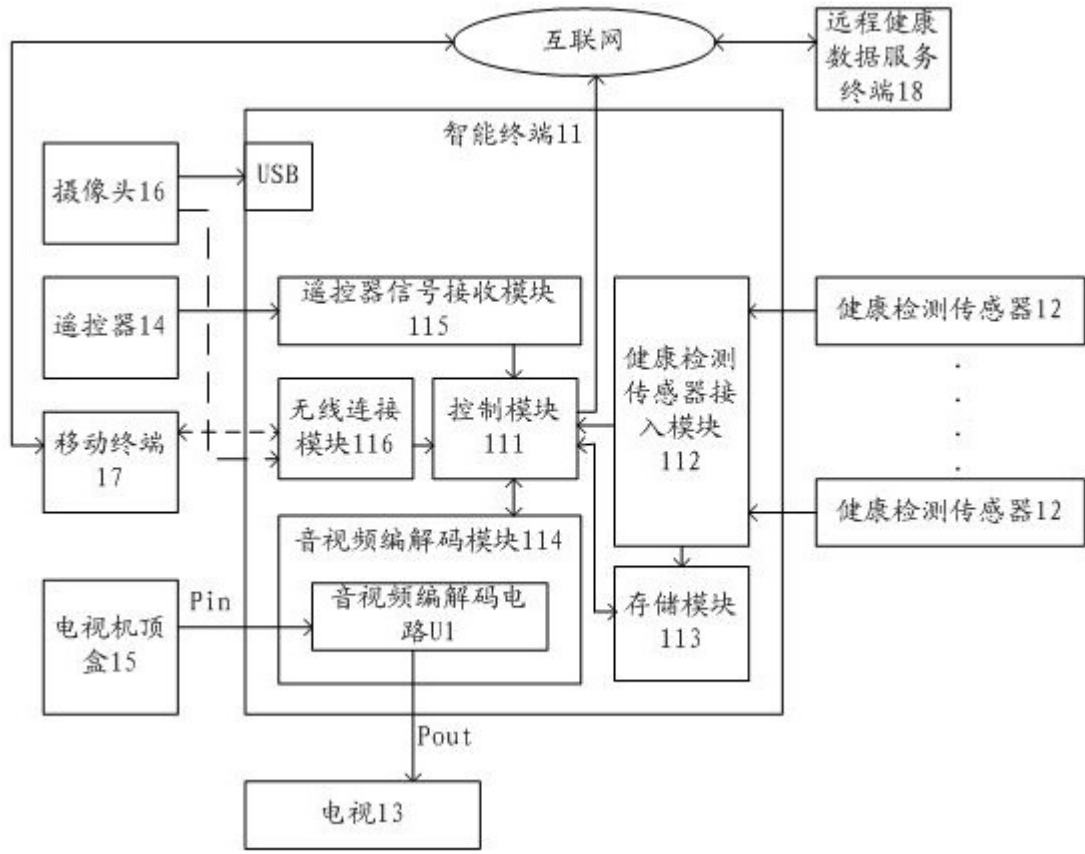 互联网
远程健康
数据服务
终端18
智能终端11
摄像头16
USB
遥控器14
遥控器信号接收模块
115
健康检测
传感器接
入模块
112
健康检测传感器12
无线连接
模块116
控制模块
111
移动终端
17
健康检测传感器12
音视频编解码模块114
音视频编解码电
路U1
Pin
电视机顶
盒15
存储模块
113
Pout
电视13